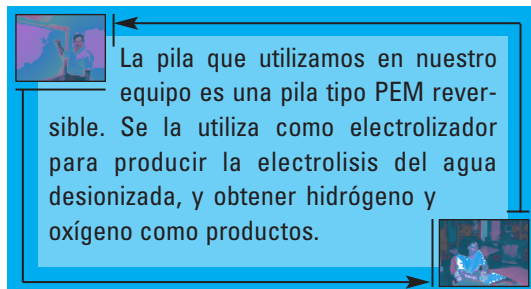 La pila que utilizamos en nuestro
equipo es una pila tipo PEM rever-
sible. Se la utiliza como electrolizador
para producir la electrolisis del agua
desionizada, y obtener hidrógeno y
oxígeno como productos.